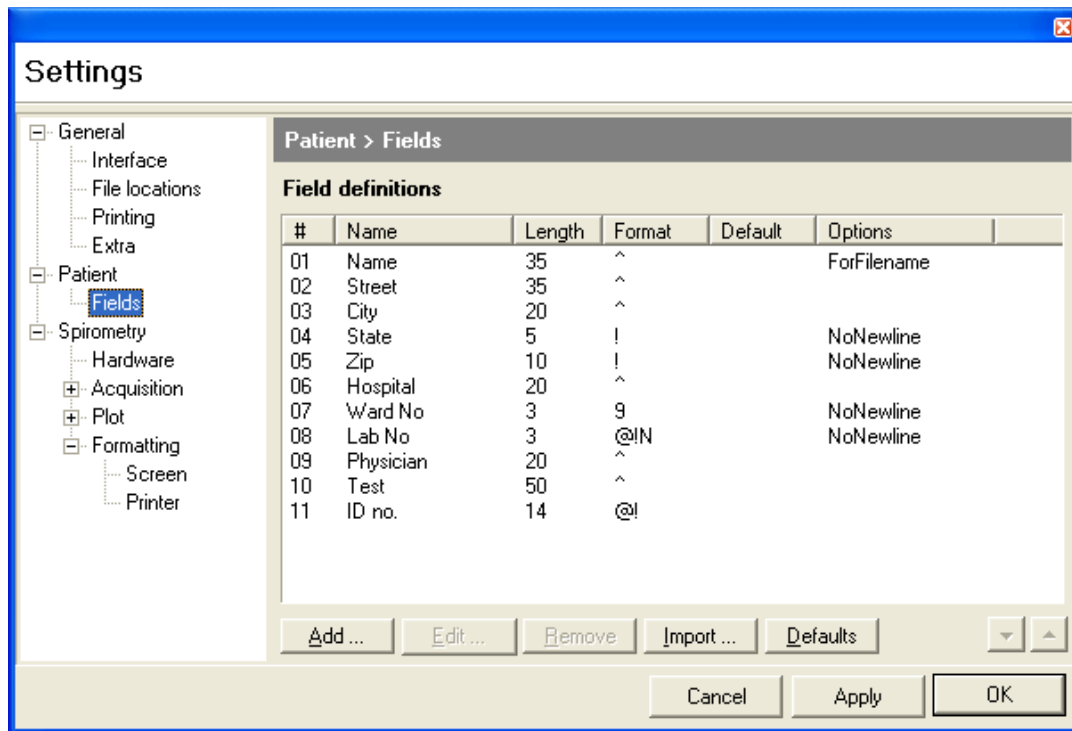 Settings
General
Interface
File locations
Printing
Extra
Patient
Fields
Spirometry
Hardware
Acquisition
Plot
Formatting
Screen
Printer
Patient > Fields
Field definitions
# Name Length Format Default Options
01 Name 35 ^ ForFilename
02 Street 35 ^
03 City 20 ^
04 State 5 ! NoNewline
05 Zip 10 ! NoNewline
06 Hospital 20 ^
07 Ward No 3 9 NoNewline
08 Lab No 3 @!N NoNewline
09 Physician 20 ^
10 Test 50 ^
11 ID no. 14 @!
Add ... Edit ... Remove Import ... Defaults
Cancel Apply OK